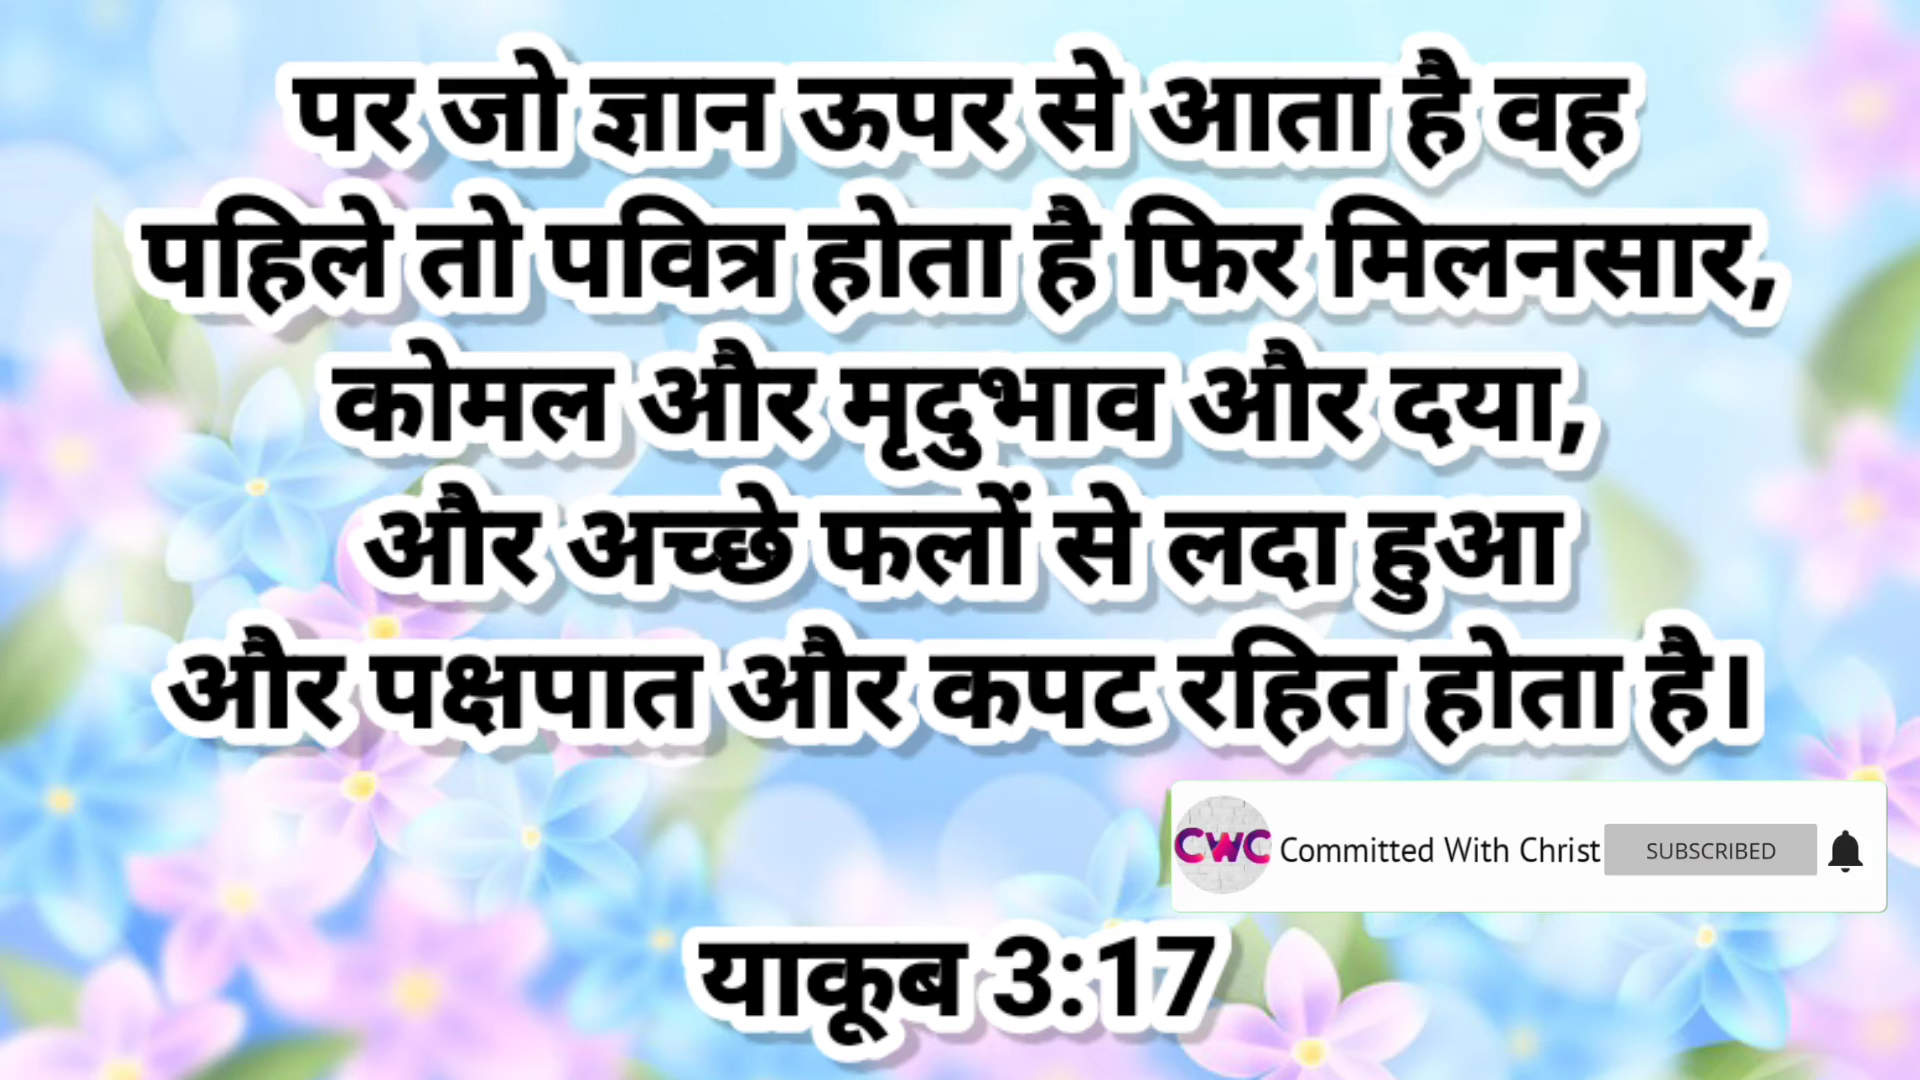 पर जो ज्ञान ऊपर से आता है वह
पहिले तो पवित्र होता है फिर मिलनसार,
कोमल और मृदुभाव और दया,
और अच्छे फलों से लदा हुआ
और पक्षपात और कपट रहित होता है।
CWC Committed With Christ SUBSCRIBED
याकूब 3:17